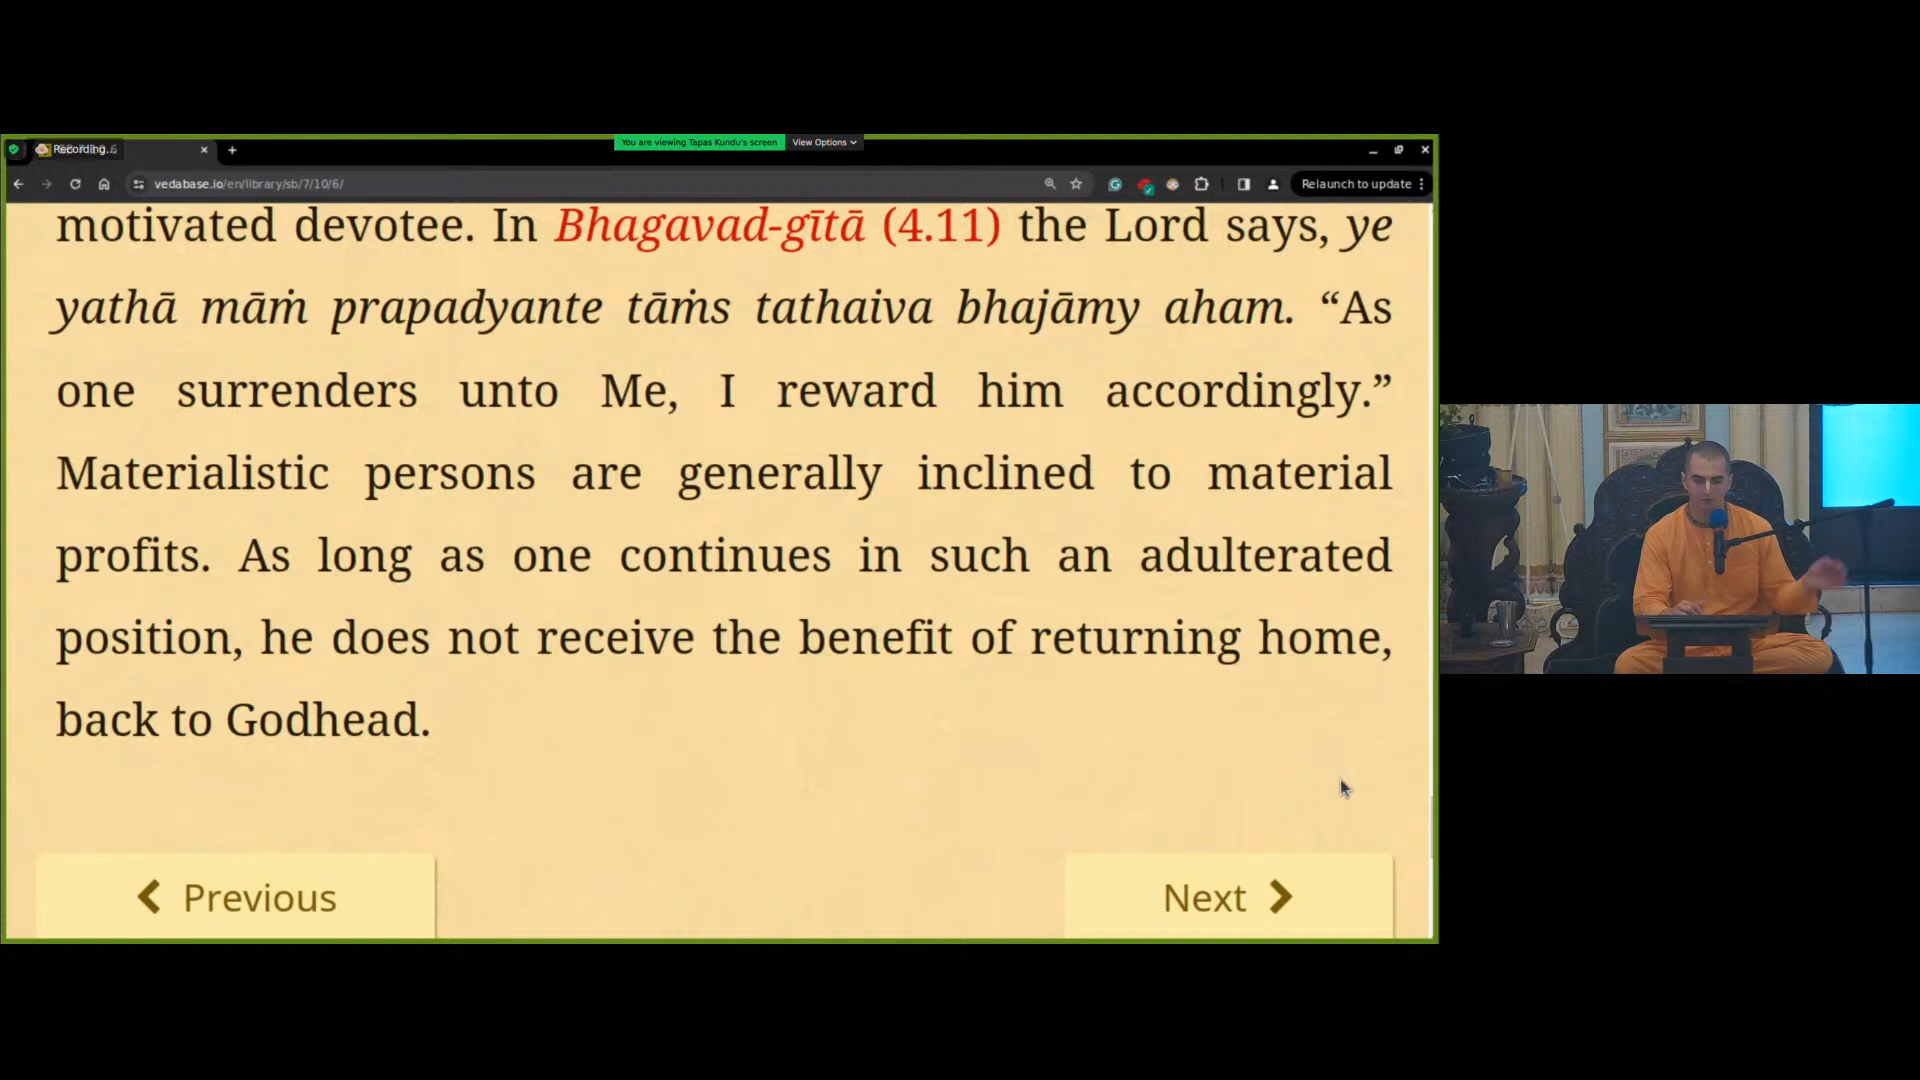 You are viewing Tapas Kundu's screen
View Options
Recording...
vedabase.io/en/library/sb/7/10/6/
Relaunch to update
motivated devotee. In Bhagavad-gītā (4.11) the Lord says, ye
yathā māṁ prapadyante tāṁs tathaiva bhajāmy aham. “As
one surrenders unto Me, I reward him accordingly.”
Materialistic persons are generally inclined to material
profits. As long as one continues in such an adulterated
position, he does not receive the benefit of returning home,
back to Godhead.
Previous
Next